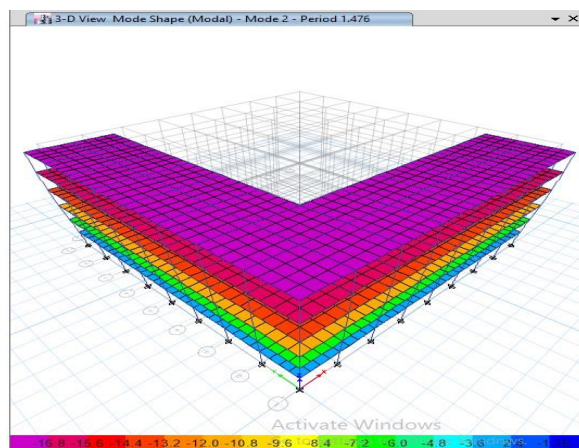 3-D View Mode Shape (Modal) - Mode 2 - Period 1.476
Activate Windows
-16.8 -15.6 -14.4 -13.2 -12.0 -10.8 -9.6 -8.4 -7.2 -6.0 -4.8 -3.6